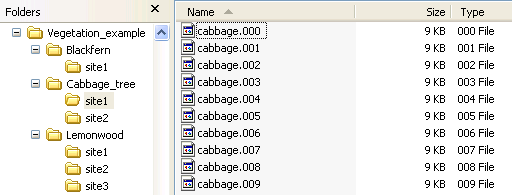 Folders
Vegetation_example
Blackfern
site1
Cabbage_tree
site1
site2
Lemonwood
site1
site2
site3
Name Size Type
cabbage.000 9 KB 000 File
cabbage.001 9 KB 001 File
cabbage.002 9 KB 002 File
cabbage.003 9 KB 003 File
cabbage.004 9 KB 004 File
cabbage.005 9 KB 005 File
cabbage.006 9 KB 006 File
cabbage.007 9 KB 007 File
cabbage.008 9 KB 008 File
cabbage.009 9 KB 009 File